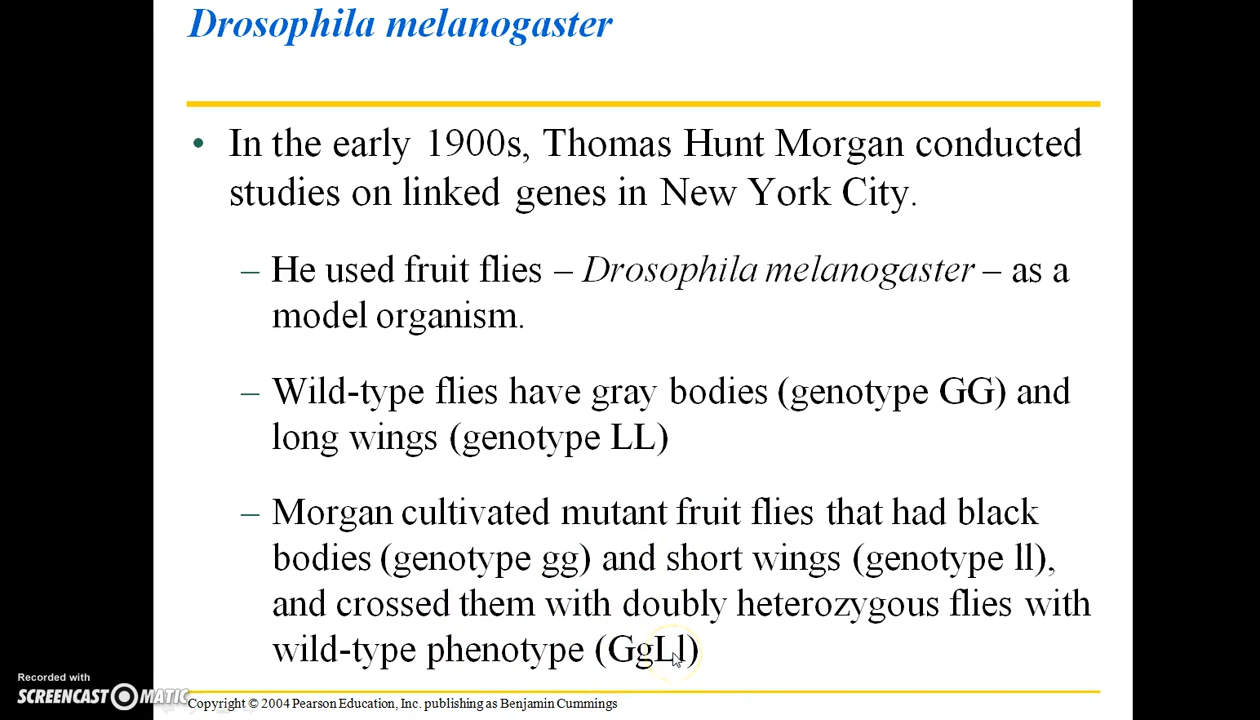 Drosophila melanogaster
• In the early 1900s, Thomas Hunt Morgan conducted
studies on linked genes in New York City.
– He used fruit flies – Drosophila melanogaster – as a
model organism.
– Wild-type flies have gray bodies (genotype GG) and
long wings (genotype LL)
– Morgan cultivated mutant fruit flies that had black
bodies (genotype gg) and short wings (genotype ll),
and crossed them with doubly heterozygous flies with
wild-type phenotype (GgLl)
Recorded with
SCREENCAST MATIC
Copyright © 2004 Pearson Education, Inc. publishing as Benjamin Cummings